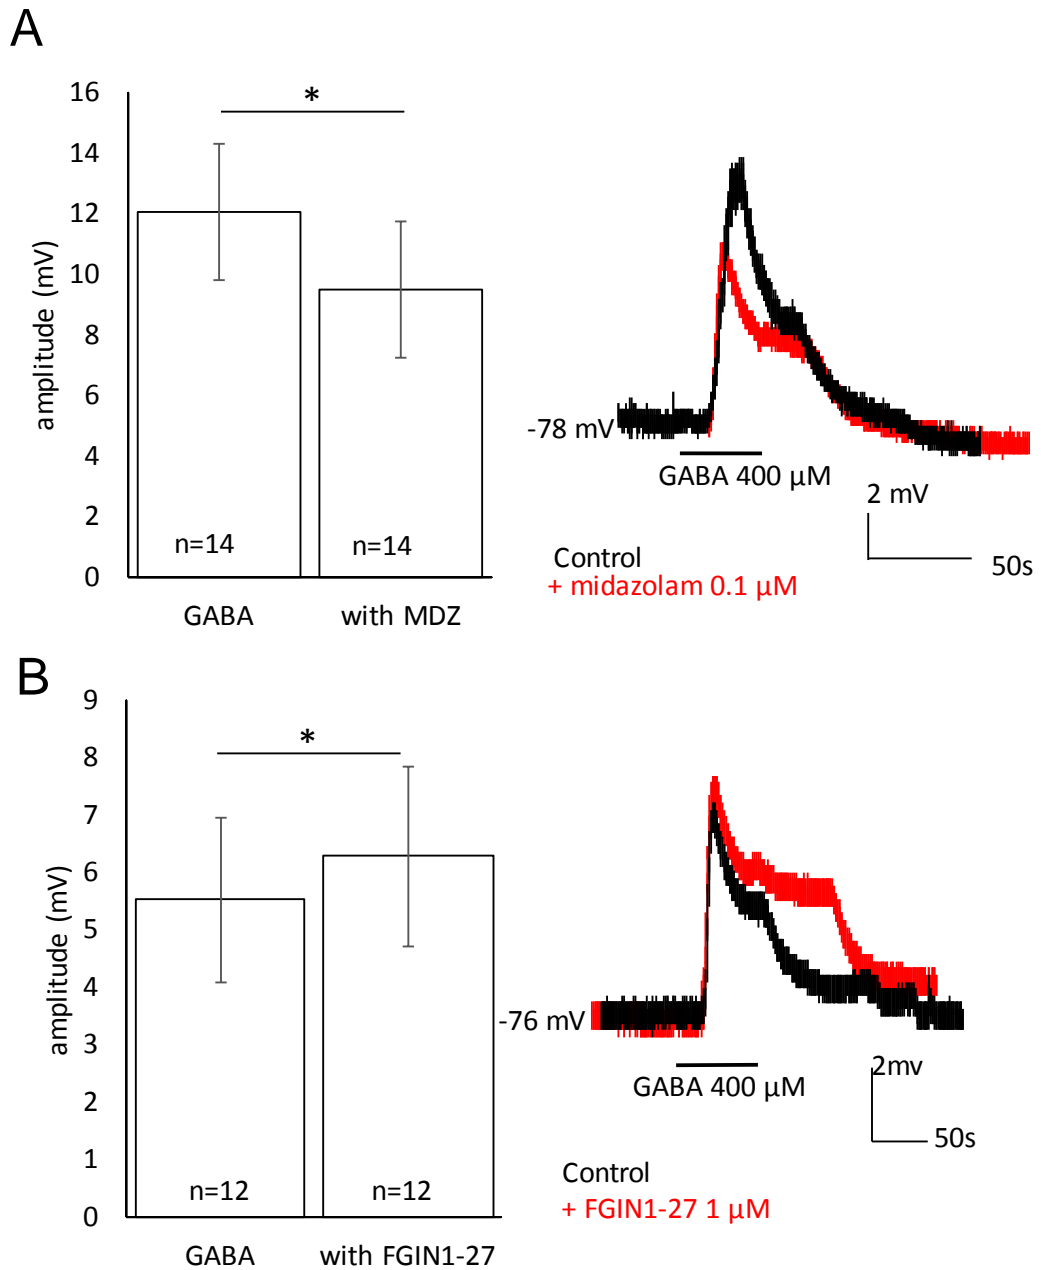 A
16
14
12
10
8
6
4
2
0
amplitude (mV)
*
n=14
n=14
GABA
with MDZ
-78 mV
GABA 400 µM
2 mV
50s
Control
+ midazolam 0.1 µM
B
9
8
7
6
5
4
3
2
1
0
amplitude (mV)
*
n=12
n=12
GABA
with FGIN1-27
-76 mV
GABA 400 µM
2mv
50s
Control
+ FGIN1-27 1 µM